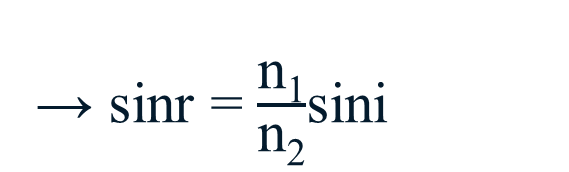 → sinr = n₁/n₂ sini